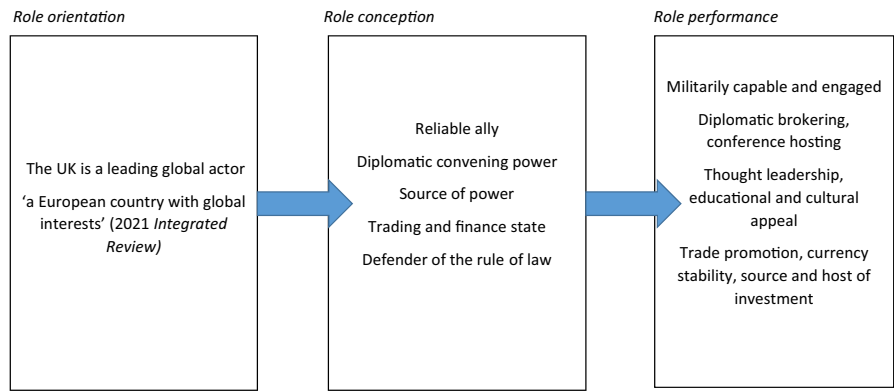 Role orientation
Role conception
Role performance
The UK is a leading global actor
‘a European country with global
interests’ (2021 Integrated
Review)
Reliable ally
Diplomatic convening power
Source of power
Trading and finance state
Defender of the rule of law
Militarily capable and engaged
Diplomatic brokering,
conference hosting
Thought leadership,
educational and cultural
appeal
Trade promotion, currency
stability, source and host of
investment